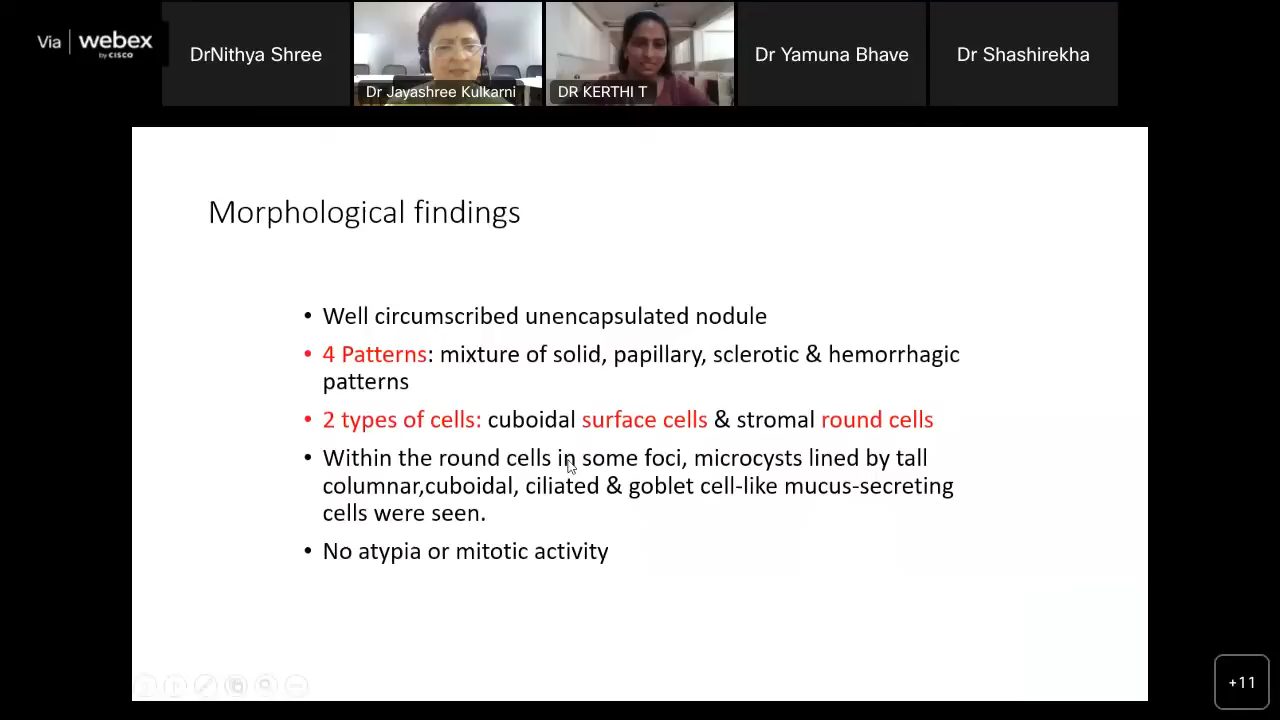 Via | webex
by CISCO
DrNithya Shree
Dr Jayashree Kulkarni
DR KERTHI T
Dr Yamuna Bhave
Dr Shashirekha
Morphological findings
• Well circumscribed unencapsulated nodule
• 4 Patterns: mixture of solid, papillary, sclerotic & hemorrhagic
patterns
• 2 types of cells: cuboidal surface cells & stromal round cells
• Within the round cells in some foci, microcysts lined by tall
columnar,cuboidal, ciliated & goblet cell-like mucus-secreting
cells were seen.
• No atypia or mitotic activity
+11